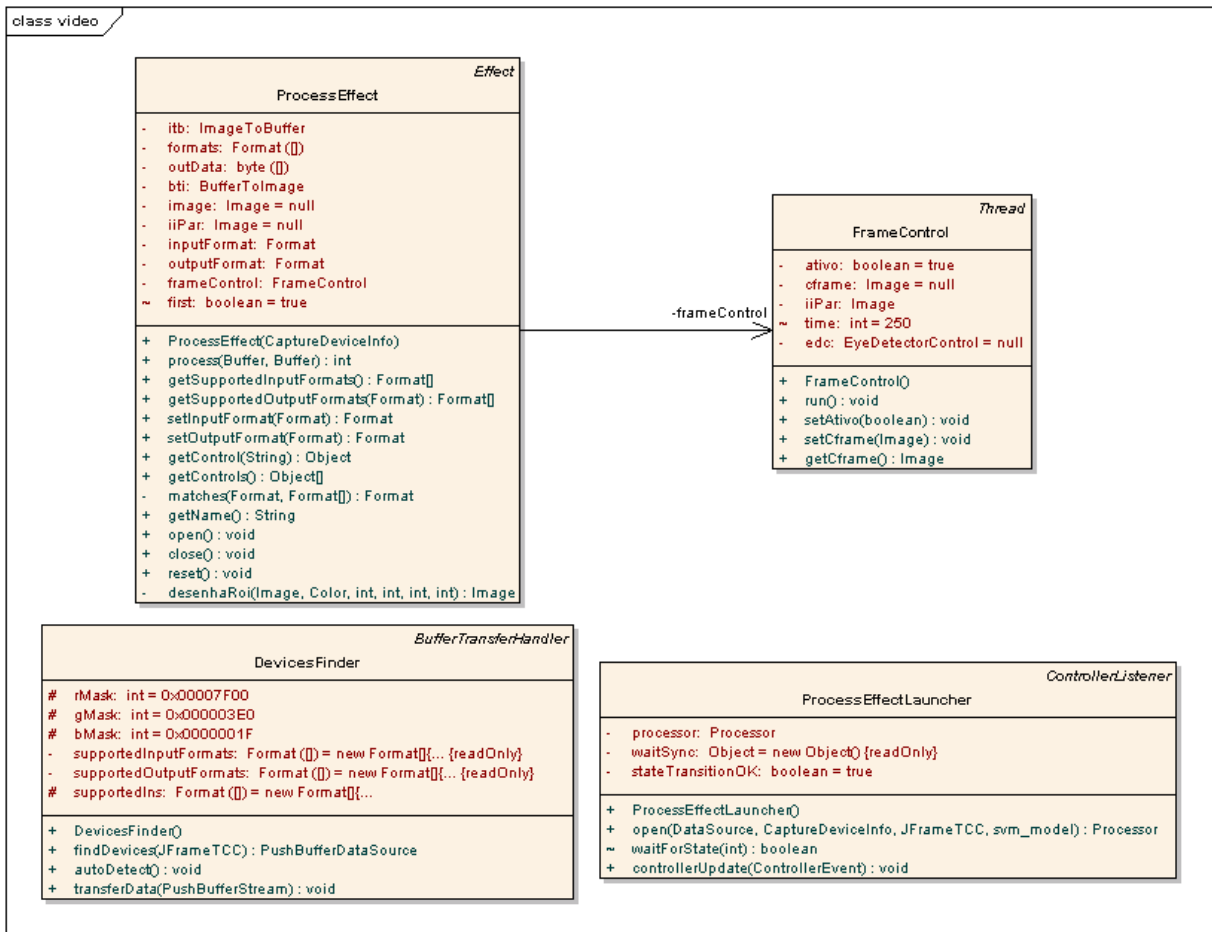 class video
Effect
ProcessEffect
- itb: ImageToBuffer
- formats: Format ([])
- outData: byte ([])
- bti: BufferToImage
- image: Image = null
- iiPar: Image = null
- inputFormat: Format
- outputFormat: Format
- frameControl: FrameControl
~ first: boolean = true
+ ProcessEffect(CaptureDeviceInfo)
+ process(Buffer, Buffer) : int
+ getSupportedInputFormats() : Format[]
+ getSupportedOutputFormats(Format) : Format[]
+ setInputFormat(Format) : Format
+ setOutputFormat(Format) : Format
+ getControl(String) : Object
+ getControls() : Object[]
- matches(Format, Format[]) : Format
+ getName() : String
+ open() : void
+ close() : void
+ reset() : void
- desenhaRoi(Image, Color, int, int, int, int) : Image
-frameControl
Thread
FrameControl
- ativo: boolean = true
- cframe: Image = null
- iiPar: Image
~ time: int = 250
- edc: EyeDetectorControl = null
+ FrameControl()
+ run() : void
+ setAtivo(boolean) : void
+ setCframe(Image) : void
+ getCframe() : Image
BufferTransferHandler
DevicesFinder
# rMask: int = 0x00007F00
# gMask: int = 0x000003E0
# bMask: int = 0x0000001F
- supportedInputFormats: Format ([]) = new Format[]{... {readOnly}
- supportedOutputFormats: Format ([]) = new Format[]{... {readOnly}
# supportedIns: Format ([]) = new Format[]{...
+ DevicesFinder()
+ findDevices(JFrameTCC) : PushBufferDataSource
+ autoDetect() : void
+ transferData(PushBufferStream) : void
ControllerListener
ProcessEffectLauncher
- processor: Processor
- waitSync: Object = new Object() {readOnly}
- stateTransitionOK: boolean = true
+ ProcessEffectLauncher()
+ open(DataSource, CaptureDeviceInfo, JFrameTCC, svm_model) : Processor
~ waitForState(int) : boolean
+ controllerUpdate(ControllerEvent) : void